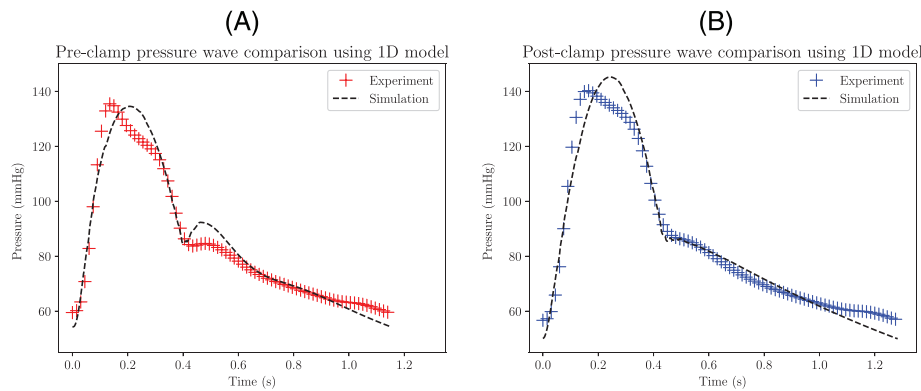 (A)
Pre-clamp pressure wave comparison using 1D model
Experiment
Simulation
140
120
100
80
60
Pressure (mmHg)
0.0 0.2 0.4 0.6 0.8 1.0 1.2
Time (s)
(B)
Post-clamp pressure wave comparison using 1D model
Experiment
Simulation
140
120
100
80
60
Pressure (mmHg)
0.0 0.2 0.4 0.6 0.8 1.0 1.2
Time (s)